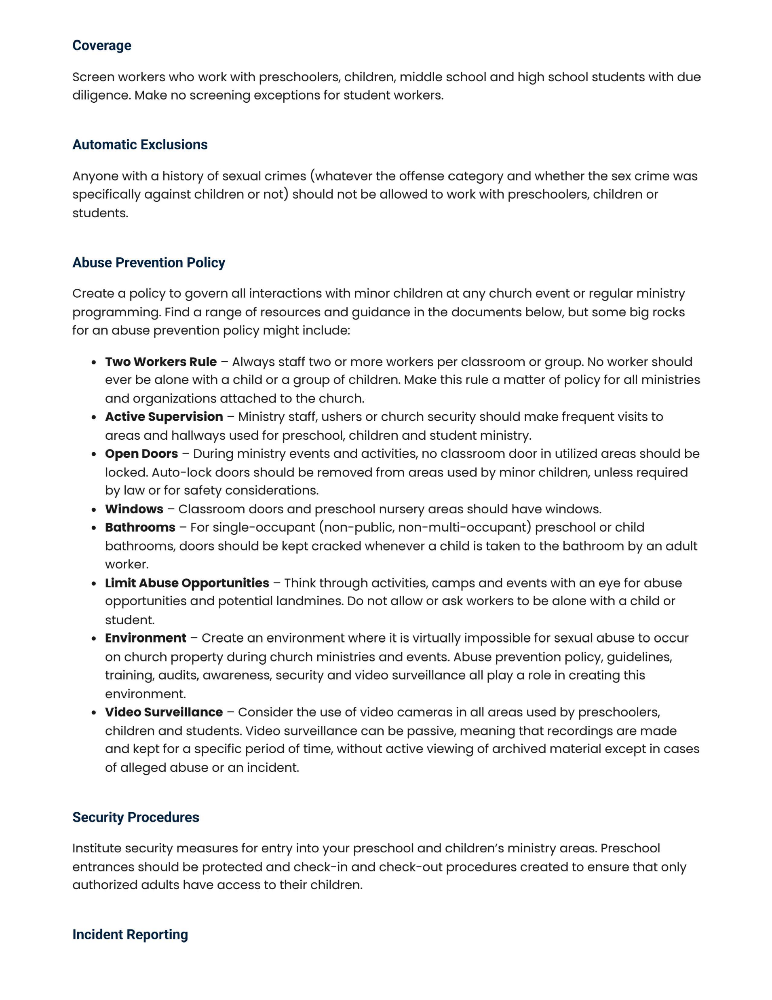 Coverage
Screen workers who work with preschoolers, children, middle school and high school students with due
diligence. Make no screening exceptions for student workers.
Automatic Exclusions
Anyone with a history of sexual crimes (whatever the offense category and whether the sex crime was
specifically against children or not) should not be allowed to work with preschoolers, children or
students.
Abuse Prevention Policy
Create a policy to govern all interactions with minor children at any church event or regular ministry
programming. Find a range of resources and guidance in the documents below, but some big rocks
for an abuse prevention policy might include:
• Two Workers Rule – Always staff two or more workers per classroom or group. No worker should
ever be alone with a child or a group of children. Make this rule a matter of policy for all ministries
and organizations attached to the church.
• Active Supervision – Ministry staff, ushers or church security should make frequent visits to
areas and hallways used for preschool, children and student ministry.
• Open Doors – During ministry events and activities, no classroom door in utilized areas should be
locked. Auto-lock doors should be removed from areas used by minor children, unless required
by law or for safety considerations.
• Windows – Classroom doors and preschool nursery areas should have windows.
• Bathrooms – For single-occupant (non-public, non-multi-occupant) preschool or child
bathrooms, doors should be kept cracked whenever a child is taken to the bathroom by an adult
worker.
• Limit Abuse Opportunities – Think through activities, camps and events with an eye for abuse
opportunities and potential landmines. Do not allow or ask workers to be alone with a child or
student.
• Environment – Create an environment where it is virtually impossible for sexual abuse to occur
on church property during church ministries and events. Abuse prevention policy, guidelines,
training, audits, awareness, security and video surveillance all play a role in creating this
environment.
• Video Surveillance – Consider the use of video cameras in all areas used by preschoolers,
children and students. Video surveillance can be passive, meaning that recordings are made
and kept for a specific period of time, without active viewing of archived material except in cases
of alleged abuse or an incident.
Security Procedures
Institute security measures for entry into your preschool and children’s ministry areas. Preschool
entrances should be protected and check-in and check-out procedures created to ensure that only
authorized adults have access to their children.
Incident Reporting